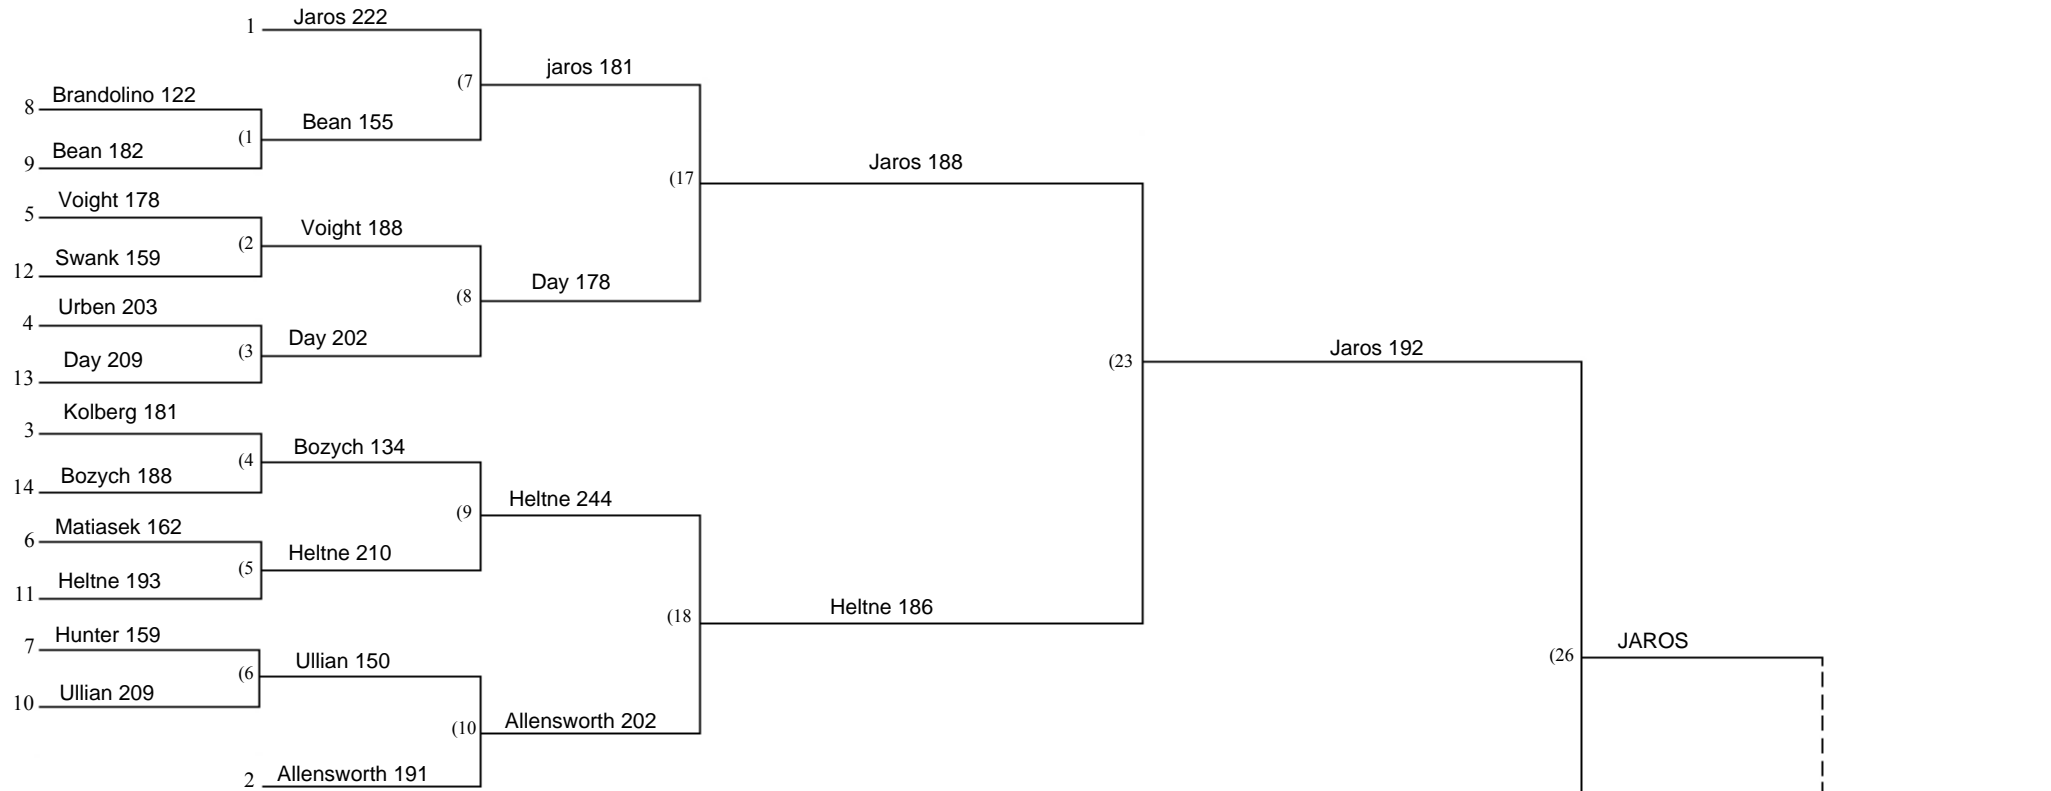 1 Jaros 222
jaros 181
(7
8 Brandolino 122
Bean 155
(1
9 Bean 182
Jaros 188
(17
5 Voight 178
Voight 188
(2
12 Swank 159
Day 178
(8
4 Urben 203
Day 202
(3
13 Day 209
Jaros 192
(23
3 Kolberg 181
Bozych 134
(4
14 Bozych 188
Heltne 244
(9
6 Matiasek 162
Heltne 210
(5
11 Heltne 193
Heltne 186
(18
7 Hunter 159
Ullian 150
(6
10 Ullian 209
JAROS
(26
Allensworth 202
(10
2 Allensworth 191